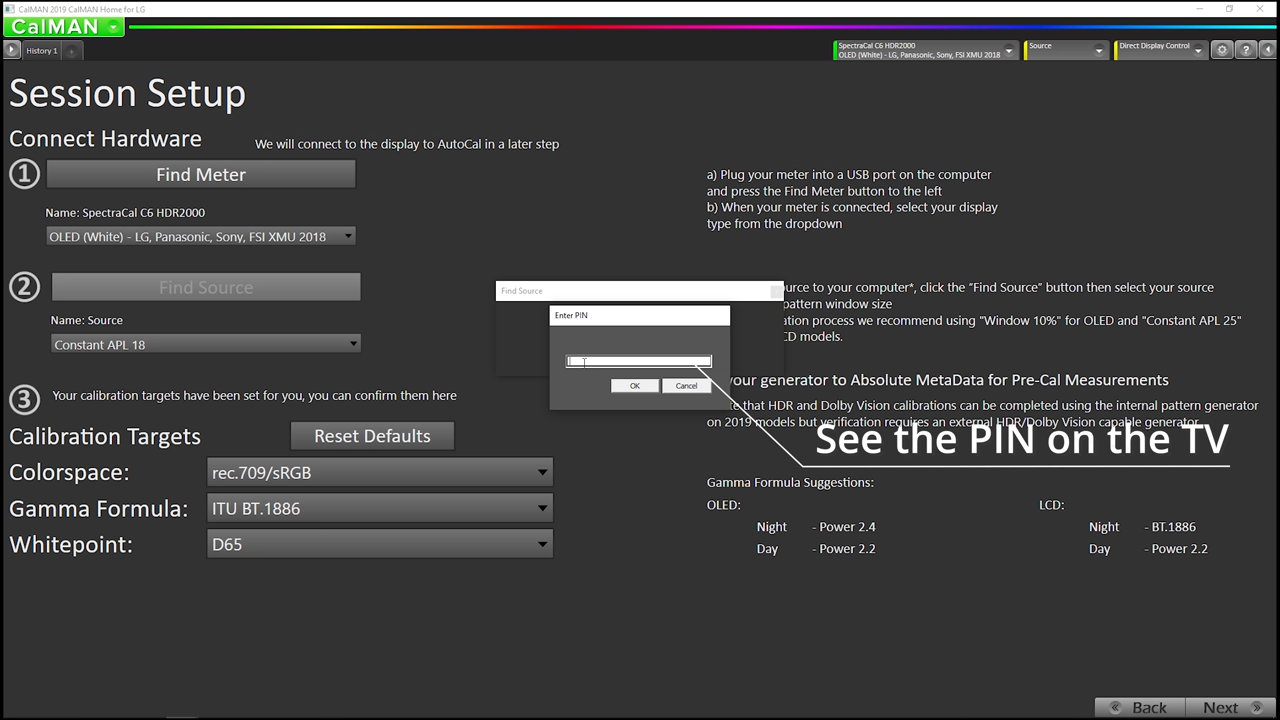 CalMAN 2019 CalMAN Home for LG
CalMAN
History 1
SpectraCal C6 HDR2000
OLED (White) - LG, Panasonic, Sony, FSI XMU 2018
Source
Direct Display Control
Session Setup
Connect Hardware
We will connect to the display to AutoCal in a later step
1
Find Meter
Name: SpectraCal C6 HDR2000
OLED (White) - LG, Panasonic, Sony, FSI XMU 2018
a) Plug your meter into a USB port on the computer
and press the Find Meter button to the left
b) When your meter is connected, select your display
type from the dropdown
2
Find Source
Name: Source
Constant APL 18
Find Source
Enter PIN
OK
Cancel
urce to your computer*, click the "Find Source" button then select your source
pattern window size
ation process we recommend using "Window 10%" for OLED and "Constant APL 25"
CD models.
3
Your calibration targets have been set for you, you can confirm them here
your generator to Absolute MetaData for Pre-Cal Measurements
that HDR and Dolby Vision calibrations can be completed using the internal pattern generator
on 2019 models but verification requires an external HDR/Dolby Vision capable generator
See the PIN on the TV
Calibration Targets
Reset Defaults
Colorspace:
rec.709/sRGB
Gamma Formula:
ITU BT.1886
Whitepoint:
D65
Gamma Formula Suggestions:
OLED:
Night - Power 2.4
Day - Power 2.2
LCD:
Night - BT.1886
Day - Power 2.2
Back
Next